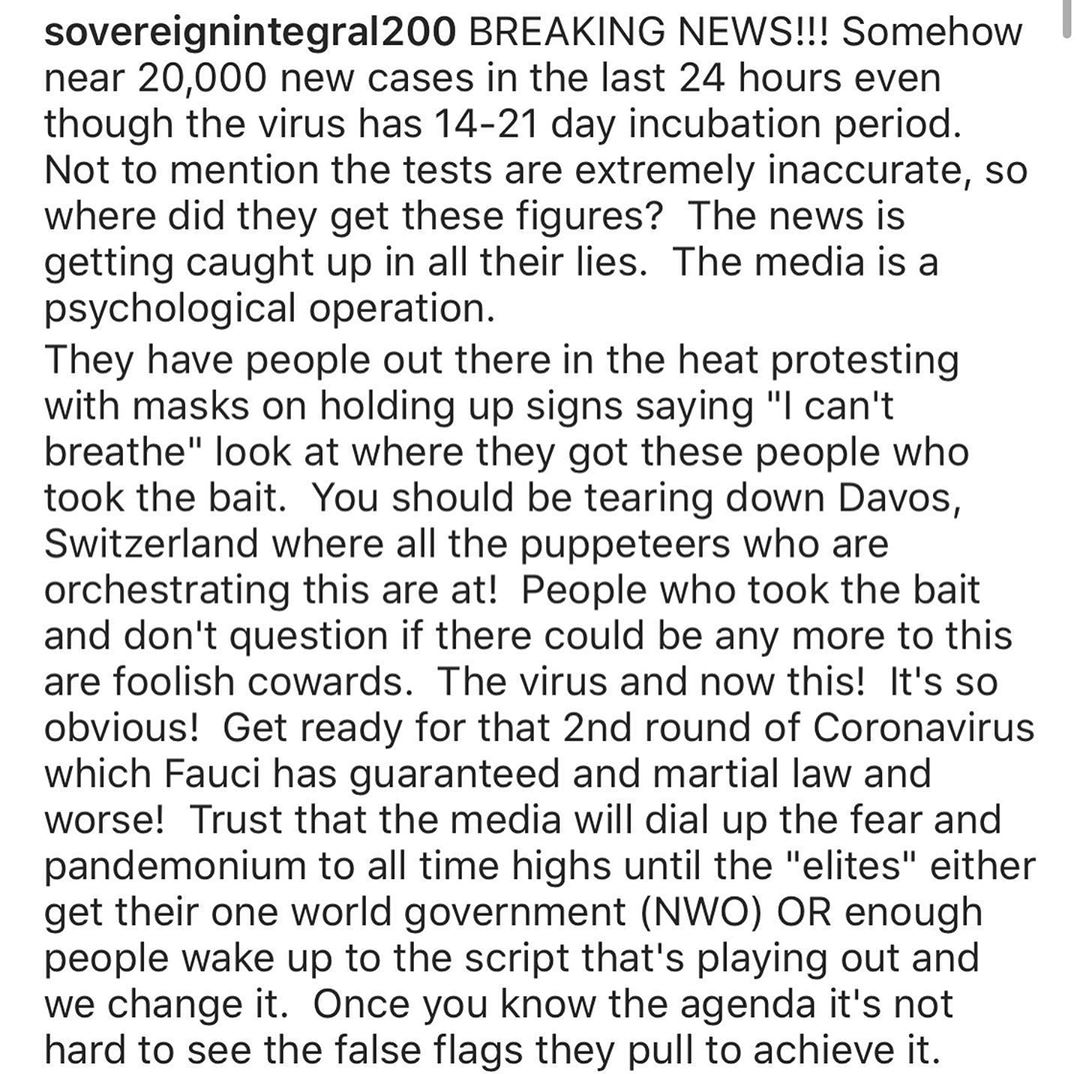 sovereignintegral200 BREAKING NEWS!!! Somehow
near 20,000 new cases in the last 24 hours even
though the virus has 14-21 day incubation period.
Not to mention the tests are extremely inaccurate, so
where did they get these figures?  The news is
getting caught up in all their lies.  The media is a
psychological operation.
They have people out there in the heat protesting
with masks on holding up signs saying "I can't
breathe" look at where they got these people who
took the bait.  You should be tearing down Davos,
Switzerland where all the puppeteers who are
orchestrating this are at!  People who took the bait
and don't question if there could be any more to this
are foolish cowards.  The virus and now this!  It's so
obvious!  Get ready for that 2nd round of Coronavirus
which Fauci has guaranteed and martial law and
worse!  Trust that the media will dial up the fear and
pandemonium to all time highs until the "elites" either
get their one world government (NWO) OR enough
people wake up to the script that's playing out and
we change it.  Once you know the agenda it's not
hard to see the false flags they pull to achieve it.